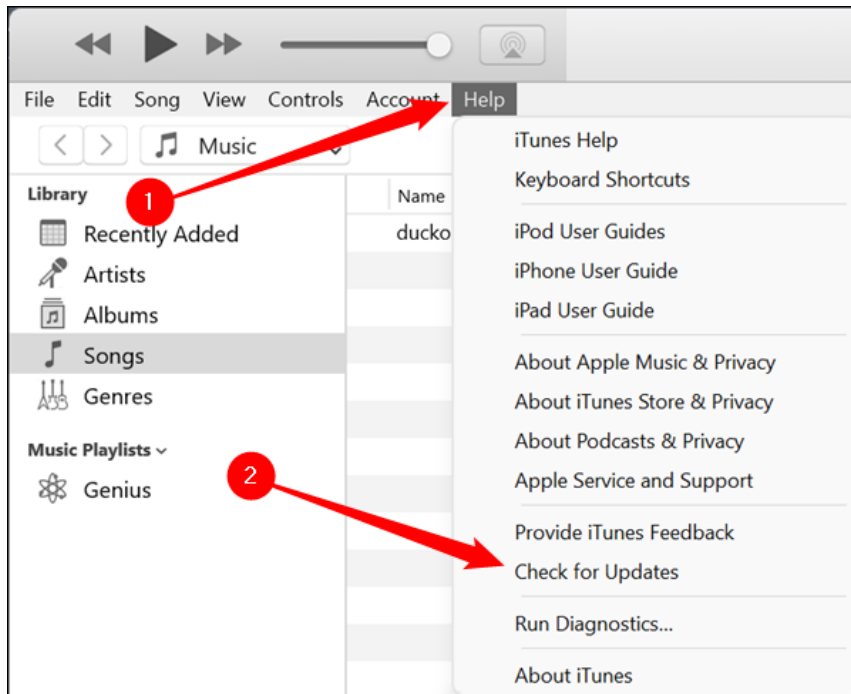 File Edit Song View Controls Account Help
Music
Library
Recently Added
Artists
Albums
Songs
Genres
Music Playlists
Genius
1
2
Name
ducko
iTunes Help
Keyboard Shortcuts
iPod User Guides
iPhone User Guide
iPad User Guide
About Apple Music & Privacy
About iTunes Store & Privacy
About Podcasts & Privacy
Apple Service and Support
Provide iTunes Feedback
Check for Updates
Run Diagnostics...
About iTunes